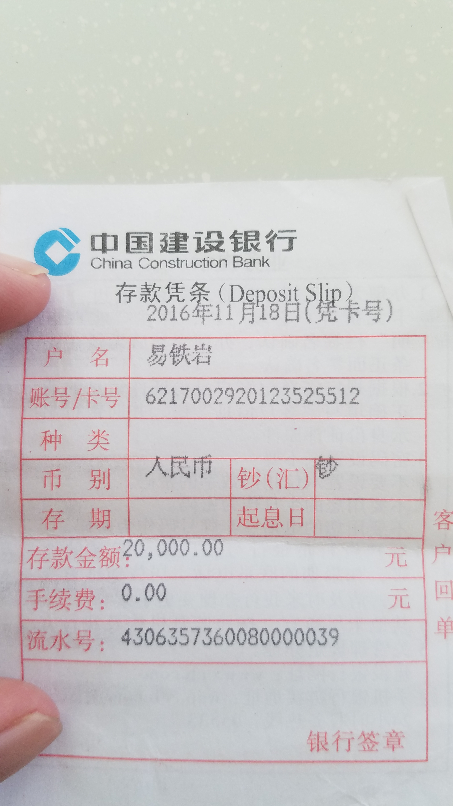 中国建设银行
China Construction Bank
存款凭条(Deposit Slip)
2016年11月18日(凭卡号)
户 名 易铁岩
账号/卡号 6217002920123525512
种 类
币 别 人民币 钞(汇) 钞
存 期 起息日
存款金额: 20,000.00 元
手续费: 0.00 元
流水号: 4306357360080000039
银行签章
客户回单